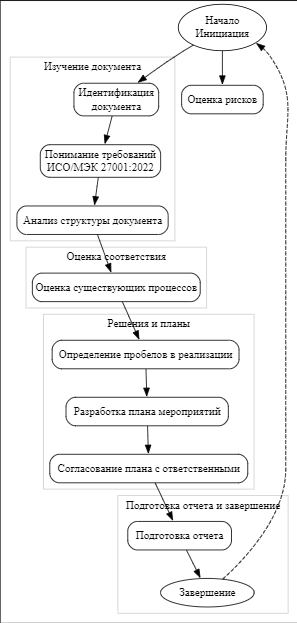 Начало
Инициация
Изучение документа
Идентификация
документа
Оценка рисков
Понимание требований
ИСО/МЭК 27001:2022
Анализ структуры документа
Оценка соответствия
Оценка существующих процессов
Решения и планы
Определение пробелов в реализации
Разработка плана мероприятий
Согласование плана с ответственными
Подготовка отчета и завершение
Подготовка отчета
Завершение